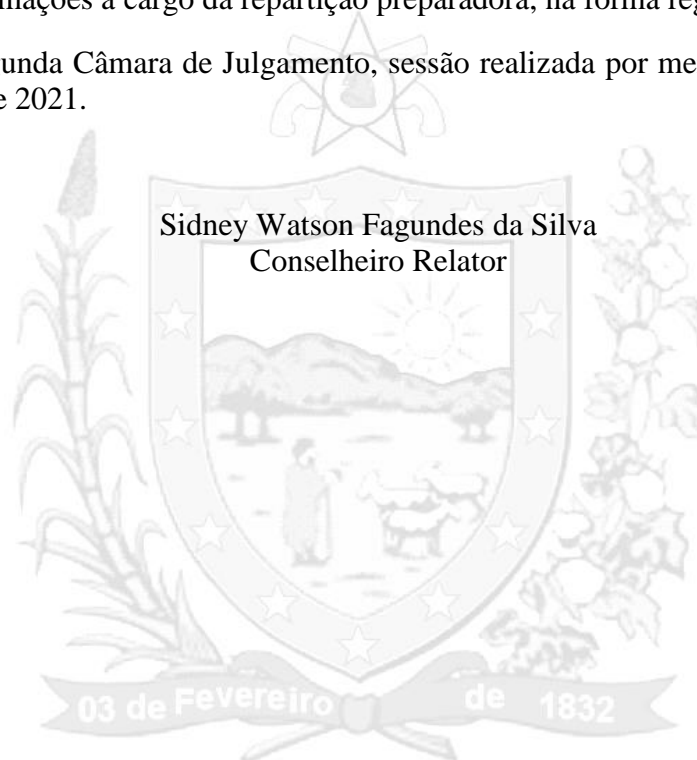 mações a cargo da repartição preparadora, na forma reg
unda Câmara de Julgamento, sessão realizada por me
e 2021.
Sidney Watson Fagundes da Silva
Conselheiro Relator
03 de Fevereiro de 1832